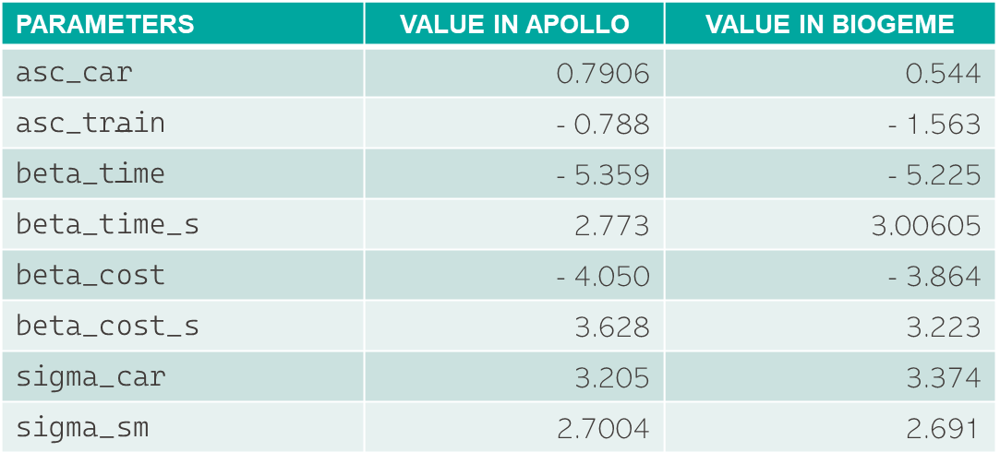 PARAMETERS VALUE IN APOLLO VALUE IN BIOGEME
asc_car 0.7906 0.544
asc_train - 0.788 - 1.563
beta_time - 5.359 - 5.225
beta_time_s 2.773 3.00605
beta_cost - 4.050 - 3.864
beta_cost_s 3.628 3.223
sigma_car 3.205 3.374
sigma_sm 2.7004 2.691